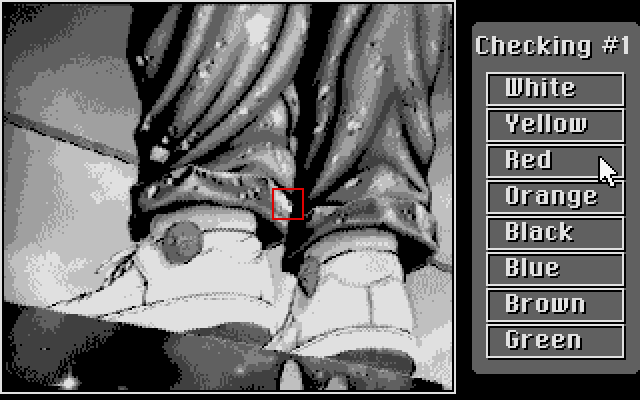 Checking #1
White
Yellow
Red
Orange
Black
Blue
Brown
Green